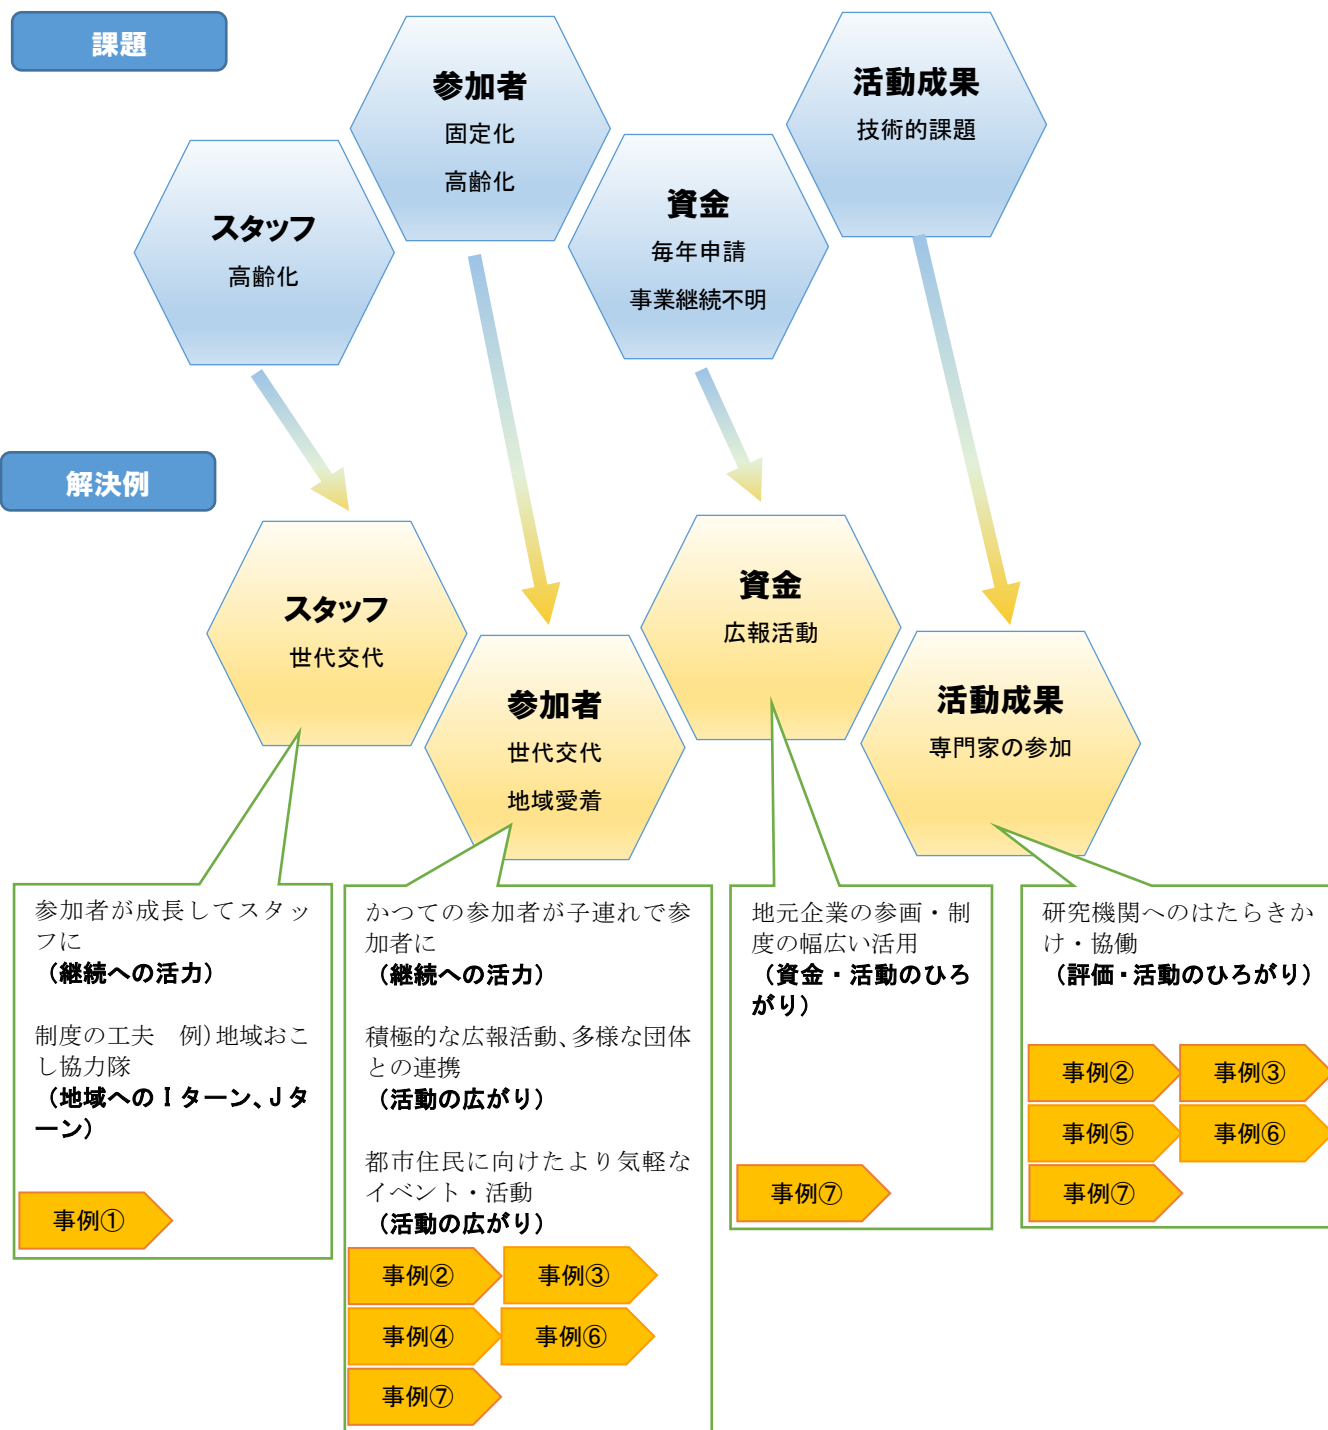 課題
参加者
固定化
高齢化
活動成果
技術的課題
スタッフ
高齢化
資金
毎年申請
事業継続不明
解決例
スタッフ
世代交代
参加者
世代交代
地域愛着
資金
広報活動
活動成果
専門家の参加
参加者が成長してスタッ
フに
（継続への活力）
制度の工夫　例）地域おこ
し協力隊
（地域へのＩターン、Ｊタ
ーン）
事例①
かつての参加者が子連れで参
加者に
（継続への活力）
積極的な広報活動、多様な団体
との連携
（活動の広がり）
都市住民に向けたより気軽な
イベント・活動
（活動の広がり）
事例②
事例③
事例④
事例⑥
事例⑦
地元企業の参画・制
度の幅広い活用
（資金・活動のひろ
がり）
事例⑦
研究機関へのはたらきか
け・協働
（評価・活動のひろがり）
事例②
事例③
事例⑤
事例⑥
事例⑦